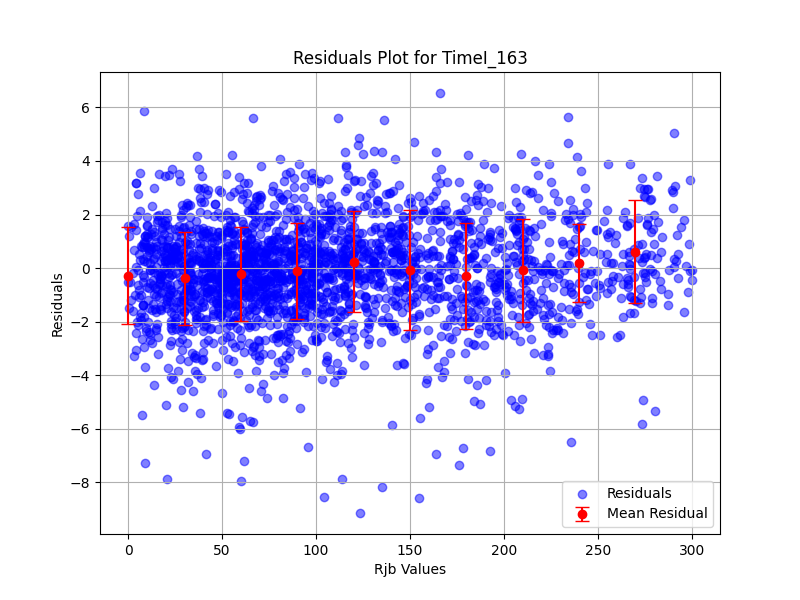 Residuals Plot for TimeI_163
Residuals
6
4
2
0
−2
−4
−6
−8
0 50 100 150 200 250 300
Rjb Values
Residuals
Mean Residual